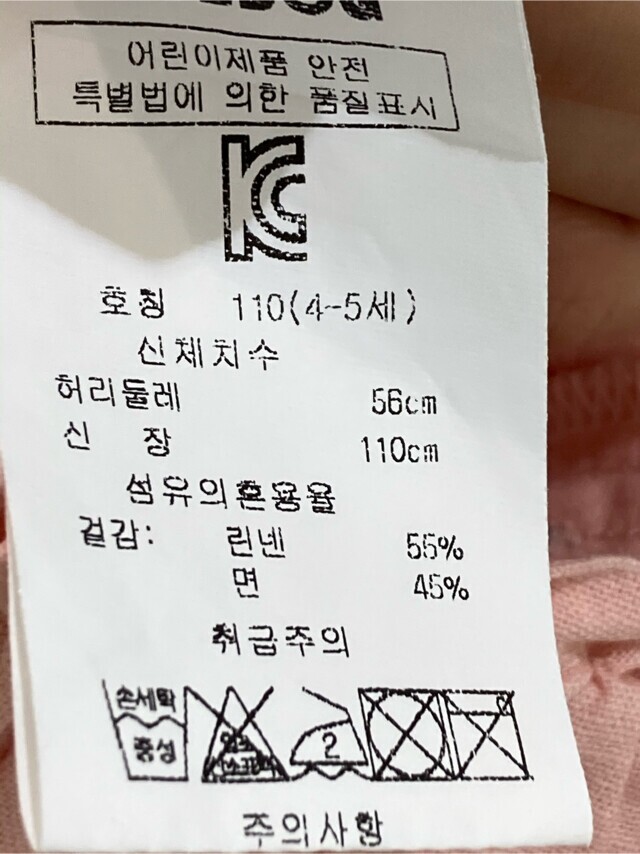 어린이제품 안전
특별법에 의한 품질표시
호칭 110(4-5세)
신체치수
허리둘레 56cm
신 장 110cm
섬유의혼용율
겉감: 린넨 55%
면 45%
취급주의
손세탁
중성
2
주의사항